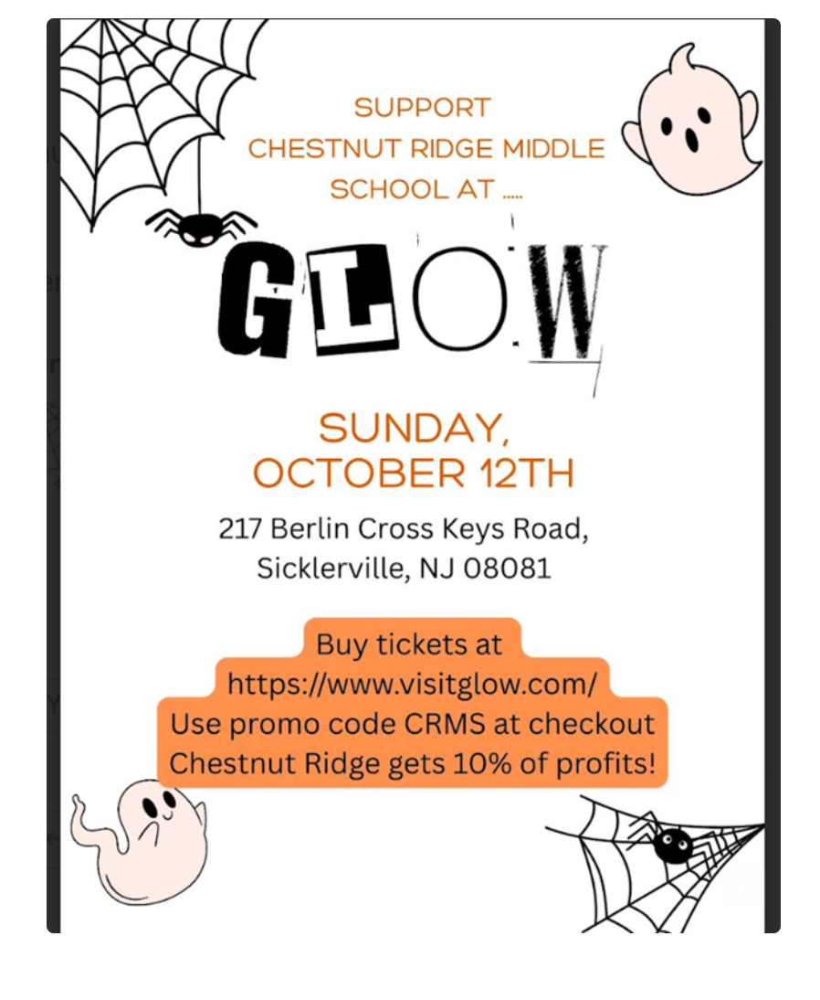 SUPPORT
CHESTNUT RIDGE MIDDLE
SCHOOL AT .....
GLOW
SUNDAY,
OCTOBER 12TH
217 Berlin Cross Keys Road,
Sicklerville, NJ 08081
Buy tickets at
https://www.visitglow.com/
Use promo code CRMS at checkout
Chestnut Ridge gets 10% of profits!